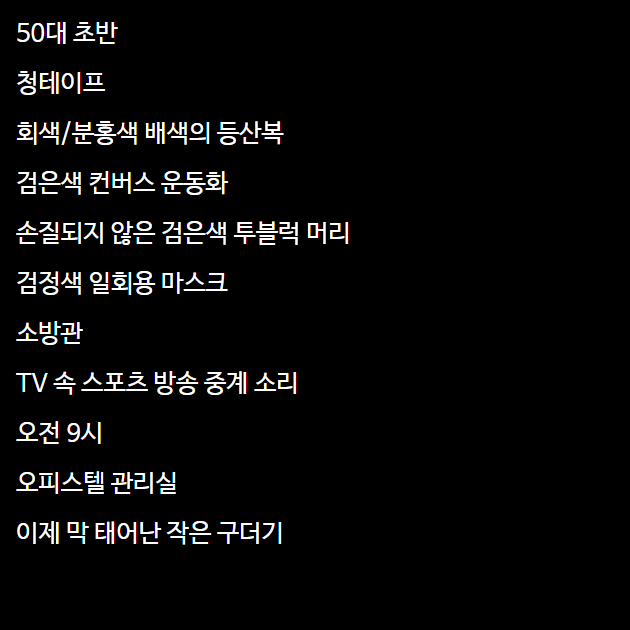 50대 초반
청테이프
회색/분홍색 배색의 등산복
검은색 컨버스 운동화
손질되지 않은 검은색 투블럭 머리
검정색 일회용 마스크
소방관
TV 속 스포츠 방송 중계 소리
오전 9시
오피스텔 관리실
이제 막 태어난 작은 구더기